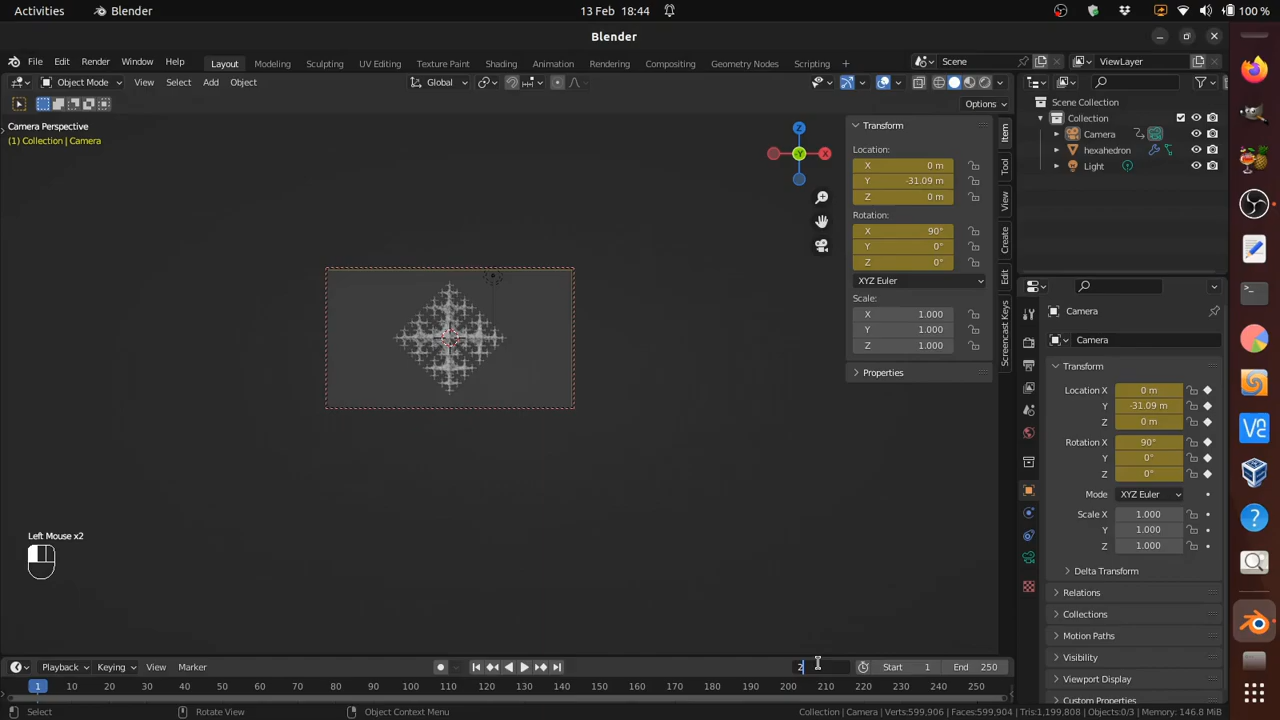 Activities Blender 13 Feb 18:44 100 %
Blender
File Edit Render Window Help Layout Modeling Sculpting UV Editing Texture Paint Shading Animation Rendering Compositing Geometry Nodes Scripting + Scene ViewLayer
Object Mode View Select Add Object Global
Options
Camera Perspective
(1) Collection | Camera
Z
Y
X
Transform
Location:
X 0 m
Y -31.09 m
Z 0 m
Rotation:
X 90°
Y 0°
Z 0°
XYZ Euler
Scale:
X 1.000
Y 1.000
Z 1.000
Properties
Item
Tool
View
Create
Edit
Screencast Keys
Scene Collection
Collection
Camera
hexahedron
Light
Camera
Camera
Transform
Location X 0 m
Y -31.09 m
Z 0 m
Rotation X 90°
Y 0°
Z 0°
Mode XYZ Euler
Scale X 1.000
Y 1.000
Z 1.000
Delta Transform
Relations
Collections
Motion Paths
Visibility
Viewport Display
Custom Properties
Left Mouse x2
Playback Keying View Marker 2 Start 1 End 250
1 10 20 30 40 50 60 70 80 90 100 110 120 130 140 150 160 170 180 190 200 210 220 230 240 250
Select Rotate View Object Context Menu Collection | Camera | Verts:599,906 | Faces:599,904 | Tris:1,199,808 | Objects:0/3 | Memory: 146.8 MiB